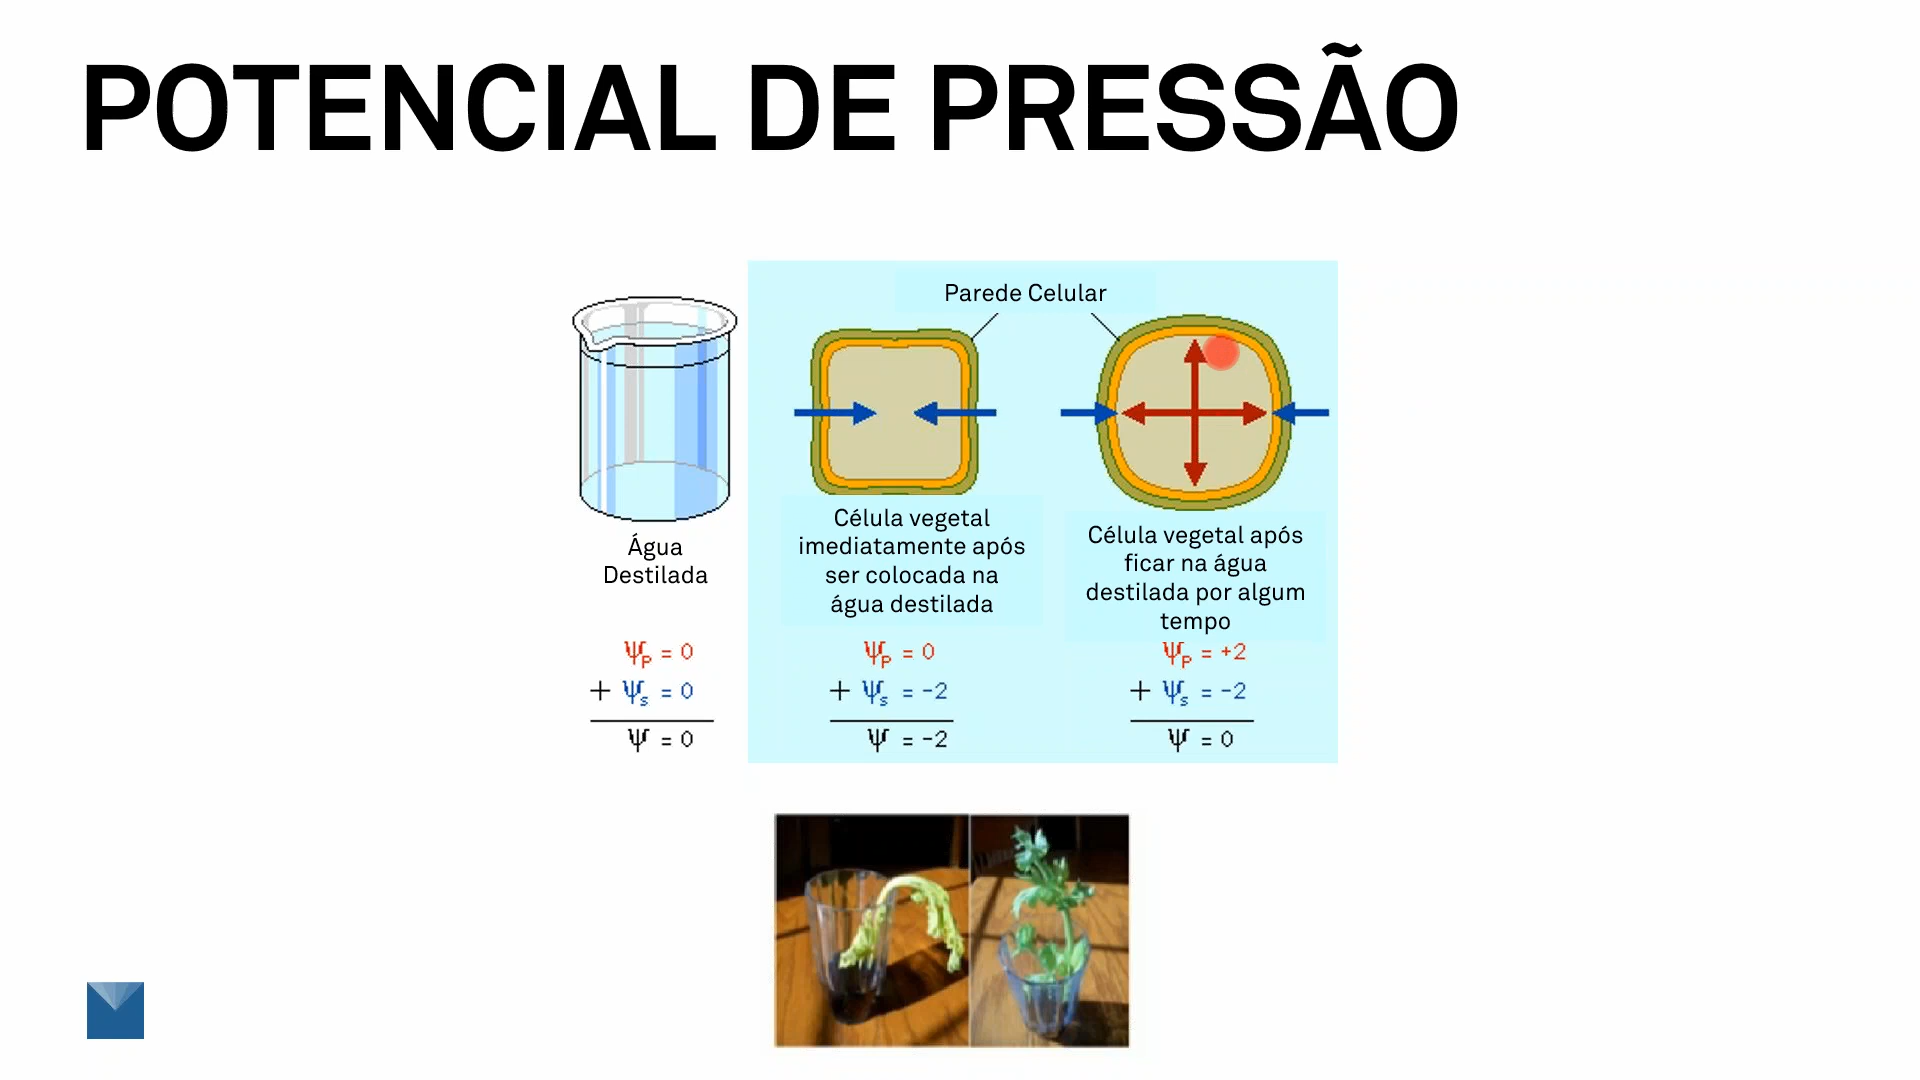 POTENCIAL DE PRESSÃO
Parede Celular
Água
Destilada
Célula vegetal
imediatamente após
ser colocada na
água destilada
Célula vegetal após
ficar na água
destilada por algum
tempo
Ψp = 0
+ Ψs = 0
Ψ = 0
Ψp = 0
+ Ψs = -2
Ψ = -2
Ψp = +2
+ Ψs = -2
Ψ = 0